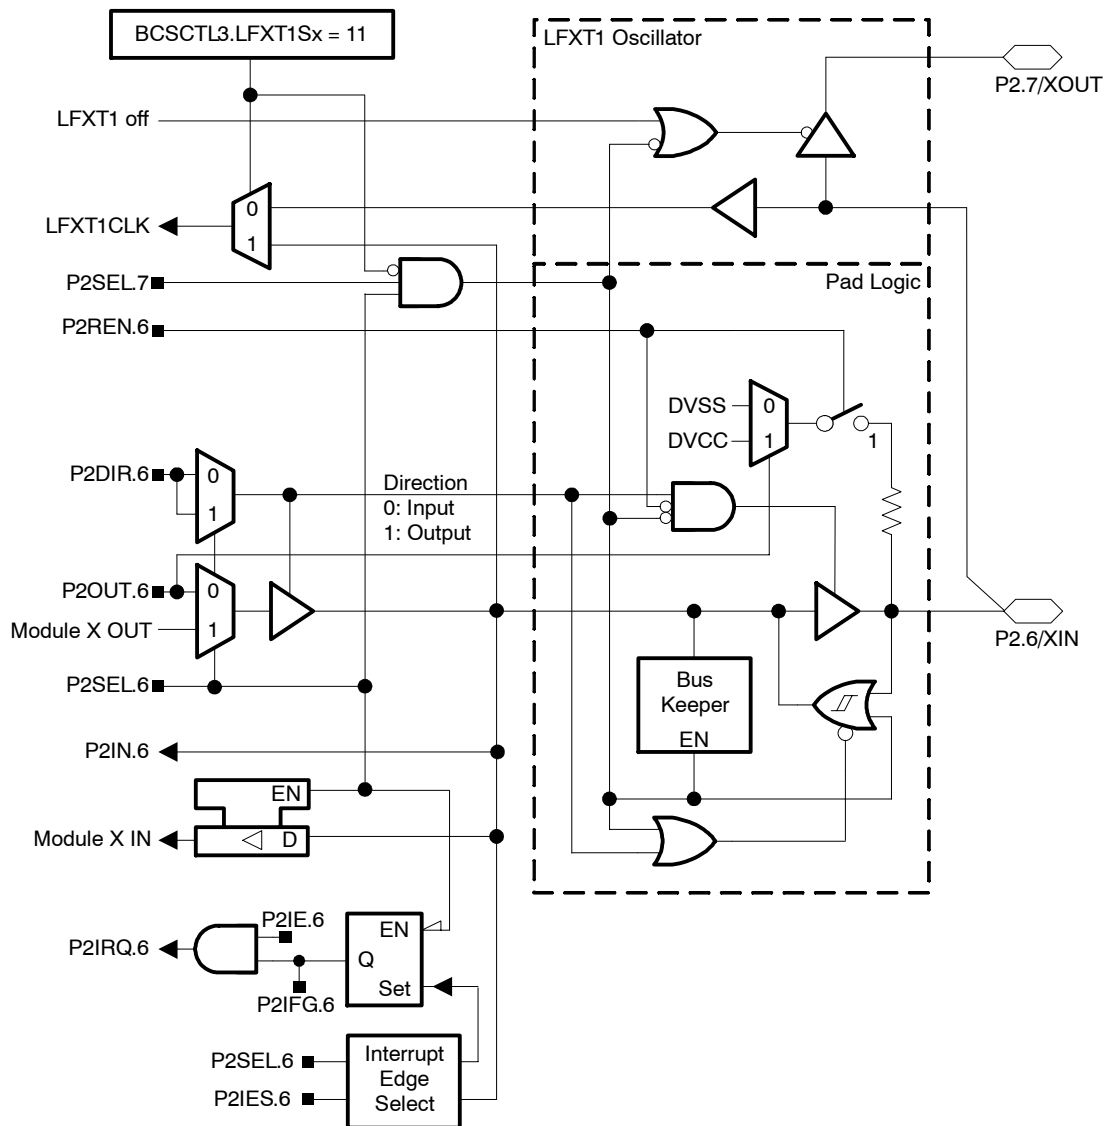 BCSCTL3.LFXT1Sx = 11
LFXT1 Oscillator
P2.7/XOUT
LFXT1 off
0
LFXT1CLK
1
P2SEL.7
Pad Logic
P2REN.6
DVSS
0
DVCC
1
1
P2DIR.6
0
1
Direction
0: Input
1: Output
P2OUT.6
0
Module X OUT
1
P2.6/XIN
P2SEL.6
Bus
Keeper
EN
P2IN.6
EN
Module X IN
D
P2IE.6
EN
P2IRQ.6
Q
Set
P2IFG.6
P2SEL.6
P2IES.6
Interrupt
Edge
Select